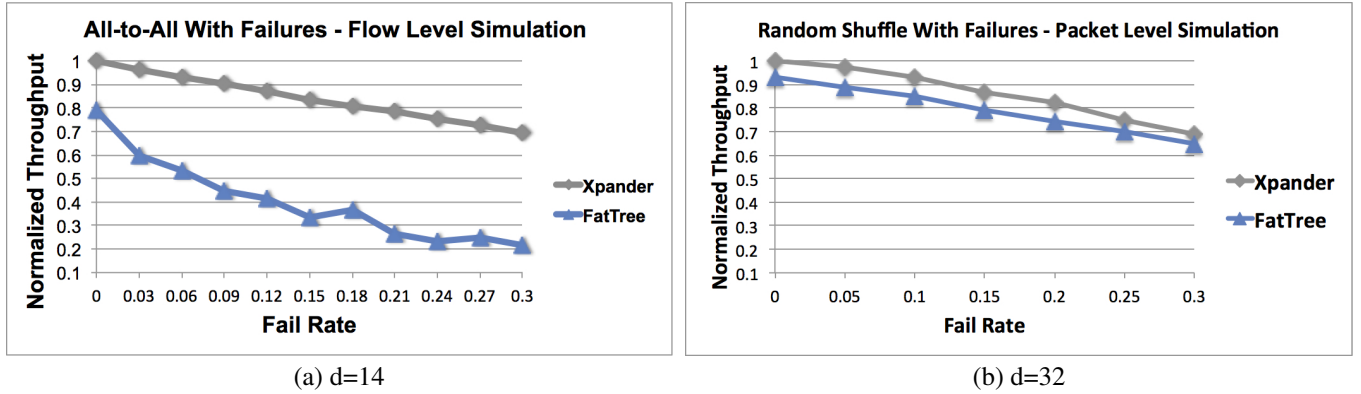 All-to-All With Failures - Flow Level Simulation
Normalized Throughput
1
0.9
0.8
0.7
0.6
0.5
0.4
0.3
0.2
0.1
0 0.03 0.06 0.09 0.12 0.15 0.18 0.21 0.24 0.27 0.3
Fail Rate
Xpander
FatTree
(a) d=14
Random Shuffle With Failures - Packet Level Simulation
Normalized Throughput
1
0.9
0.8
0.7
0.6
0.5
0.4
0.3
0.2
0.1
0 0.05 0.1 0.15 0.2 0.25 0.3
Fail Rate
Xpander
FatTree
(b) d=32